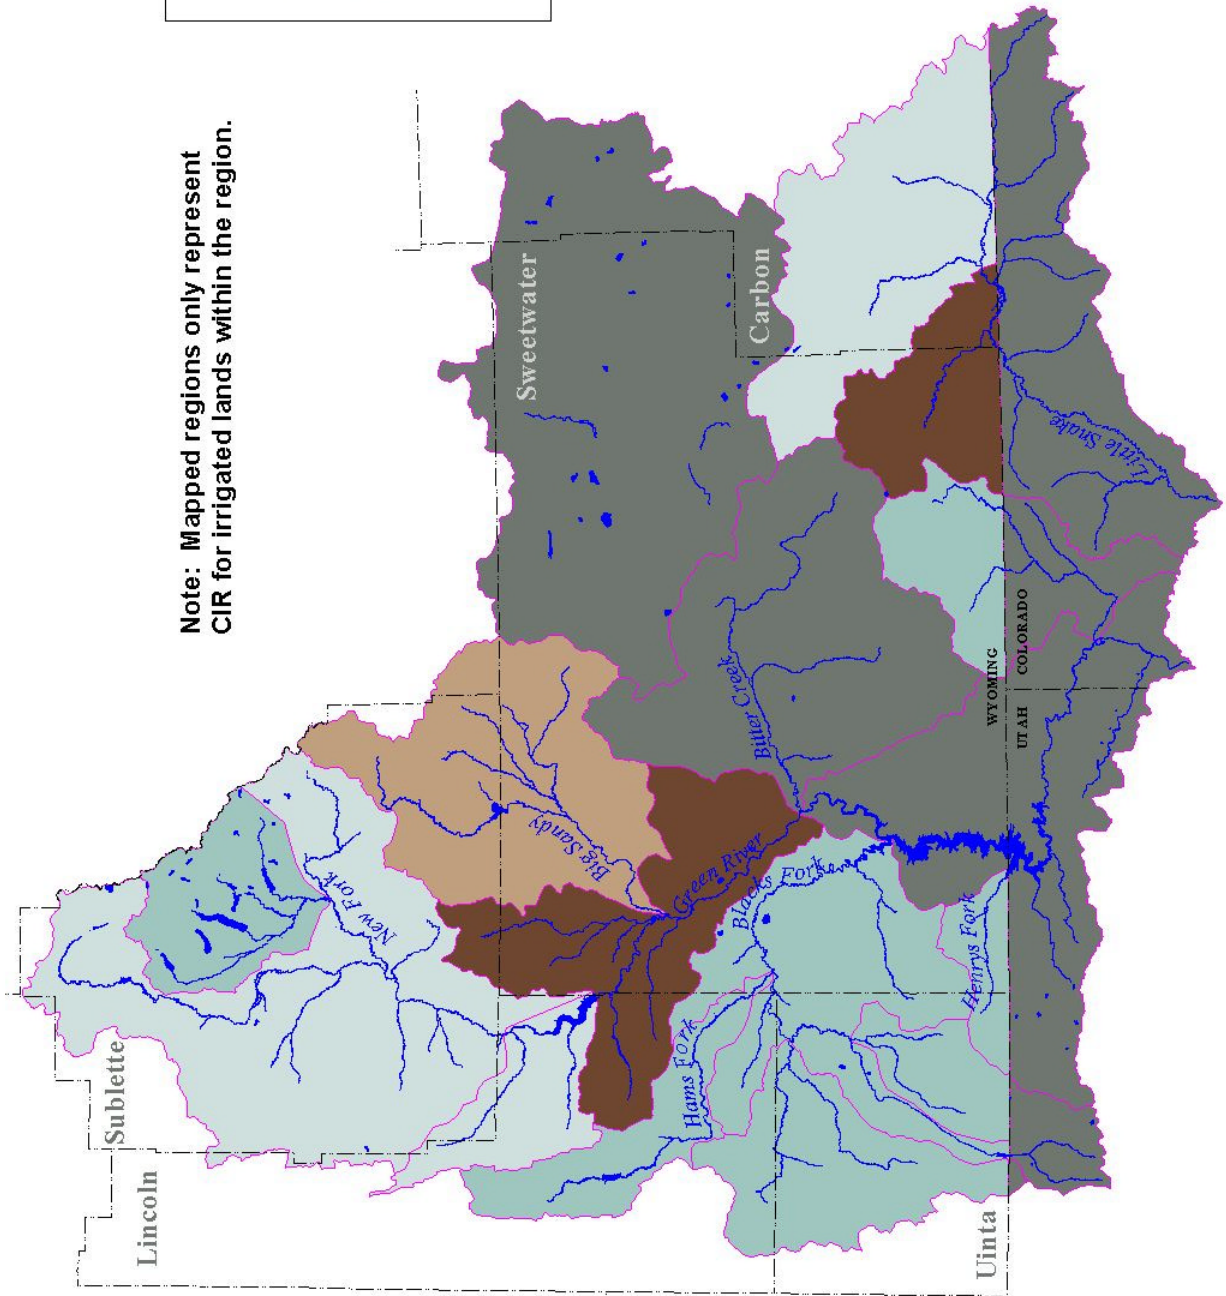 Note: Mapped regions only represent
CIR for irrigated lands within the region.
Sublette
Lincoln
Uinta
Sweetwater
Carbon
New Fork
Big Sandy
Green River
Blacks Fork
Hams Fork
Henrys Fork
Bitter Creek
Little Snake
WYOMING
UTAH
COLORADO